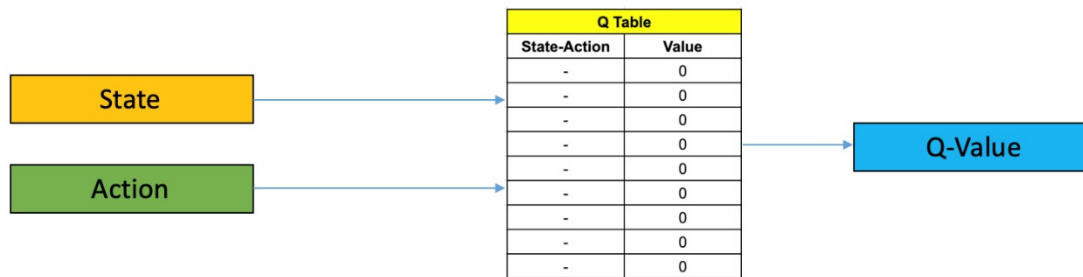 State
Action
Q Table
State-Action Value
- 0
- 0
- 0
- 0
- 0
- 0
- 0
- 0
- 0
Q-Value